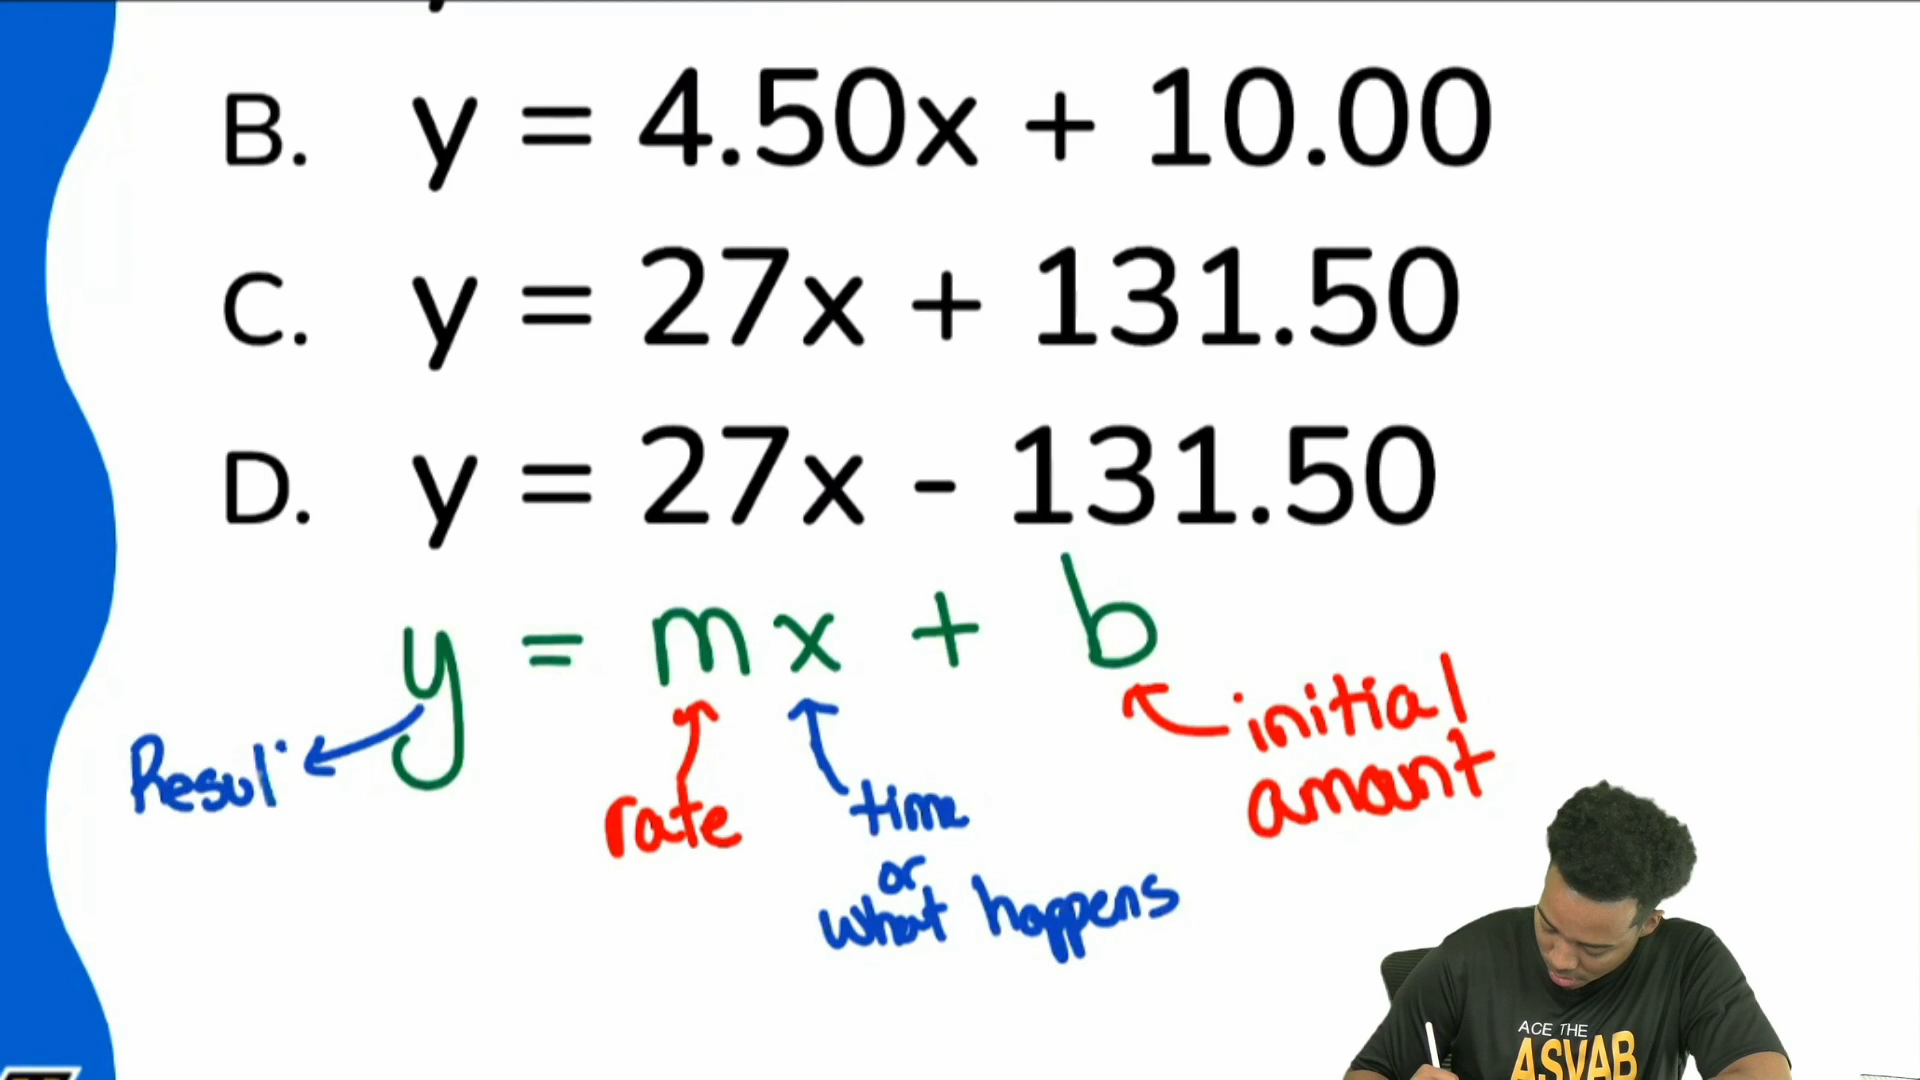 B. y = 4.50x + 10.00
C. y = 27x + 131.50
D. y = 27x - 131.50
y = mx + b
Resul
rate
time
or
what happens
initial
amount
ACE THE
ASVAB